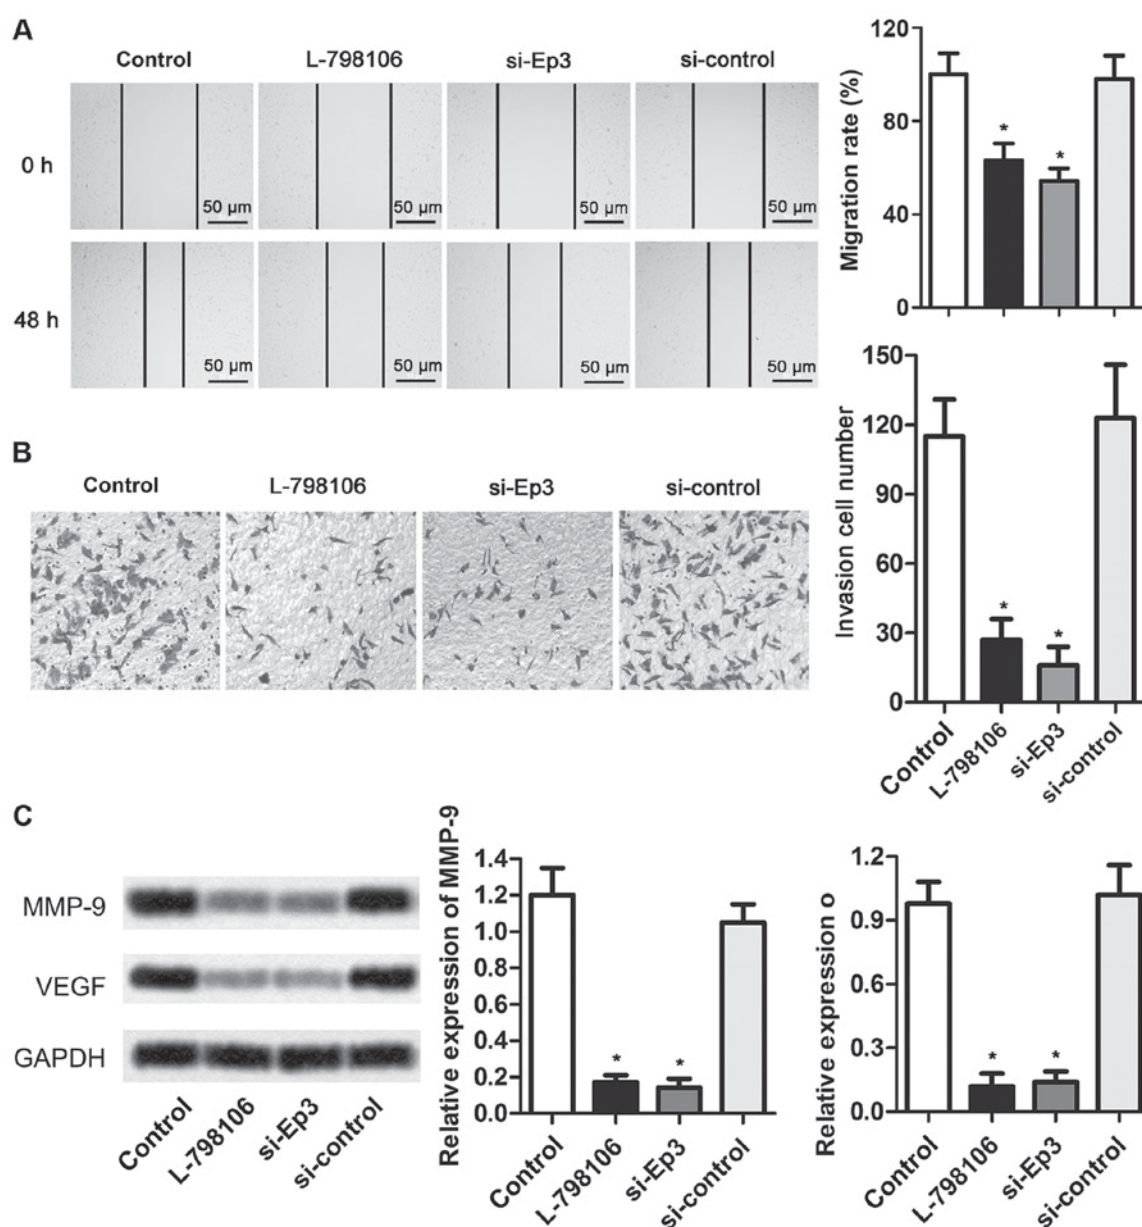 A
Control L-798106 si-Ep3 si-control
0 h
50 µm 50 µm 50 µm 50 µm
48 h
50 µm 50 µm 50 µm 50 µm
120
80
40
0
Migration rate (%)
* *
B
Control L-798106 si-Ep3 si-control
150
120
90
60
30
0
Invasion cell number
* *
Control L-798106 si-Ep3 si-control
C
MMP-9
VEGF
GAPDH
Control L-798106 si-Ep3 si-control
Relative expression of MMP-9
1.4
1.2
1.0
0.8
0.6
0.4
0.2
0.0
* *
Control L-798106 si-Ep3 si-control
Relative expression o
1.2
0.9
0.6
0.3
0.0
* *
Control L-798106 si-Ep3 si-control